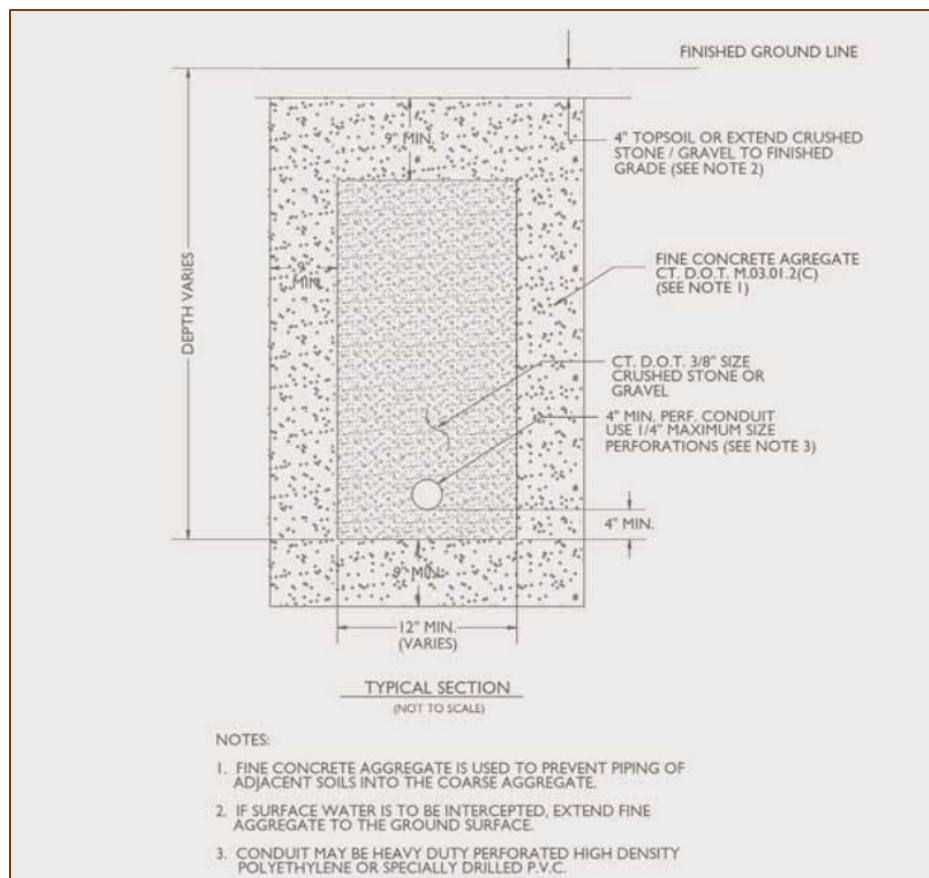 FINISHED GROUND LINE
9" MIN.
4" TOPSOIL OR EXTEND CRUSHED
STONE / GRAVEL TO FINISHED
GRADE (SEE NOTE 2)
DEPTH VARIES
9"
MIN.
FINE CONCRETE AGREGATE
CT. D.O.T. M.03.01.2(C)
(SEE NOTE 1)
CT. D.O.T. 3/8" SIZE
CRUSHED STONE OR
GRAVEL
4" MIN. PERF. CONDUIT
USE 1/4" MAXIMUM SIZE
PERFORATIONS (SEE NOTE 3)
4" MIN.
9" MIN.
12" MIN.
(VARIES)
TYPICAL SECTION
(NOT TO SCALE)
NOTES:
1. FINE CONCRETE AGGREGATE IS USED TO PREVENT PIPING OF
ADJACENT SOILS INTO THE COARSE AGGREGATE.
2. IF SURFACE WATER IS TO BE INTERCEPTED, EXTEND FINE
AGGREGATE TO THE GROUND SURFACE.
3. CONDUIT MAY BE HEAVY DUTY PERFORATED HIGH DENSITY
POLYETHYLENE OR SPECIALLY DRILLED P.V.C.